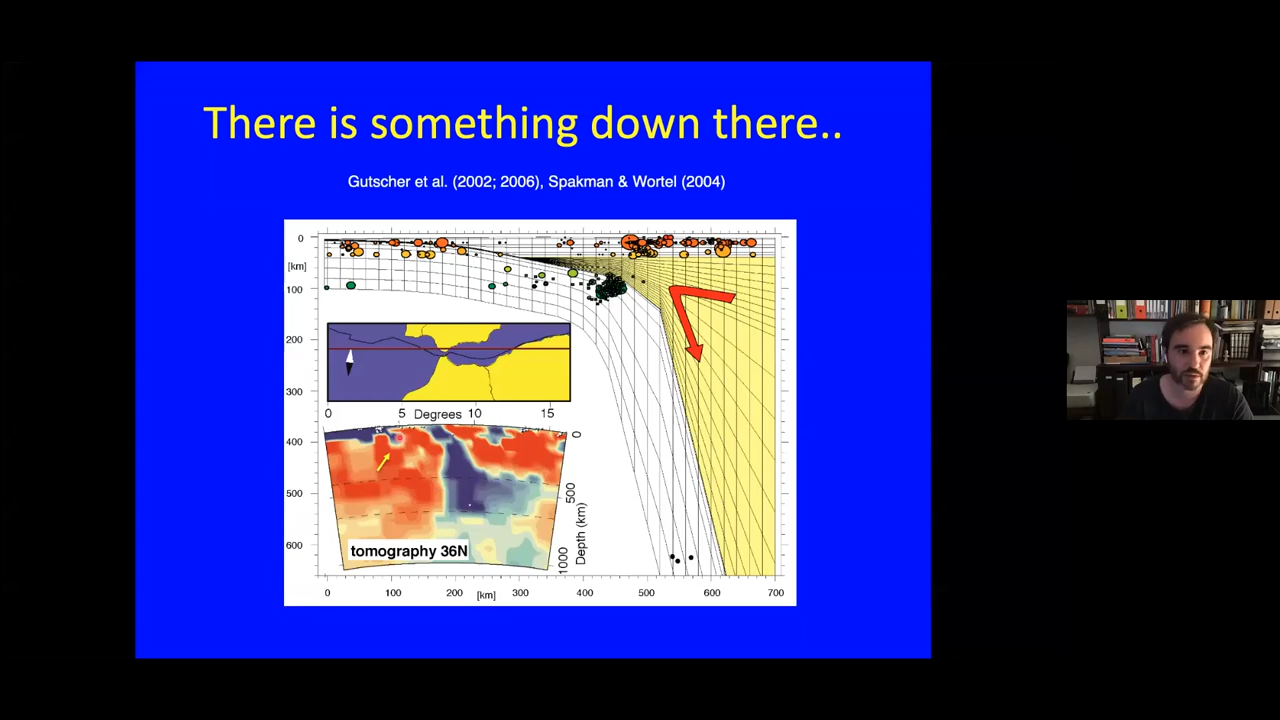 There is something down there..
Gutscher et al. (2002; 2006), Spakman & Wortel (2004)
0
[km]
100
200
300
400
500
600
0 5 Degrees 10 15
0
500
1000
Depth (km)
tomography 36N
0 100 200 [km] 300 400 500 600 700